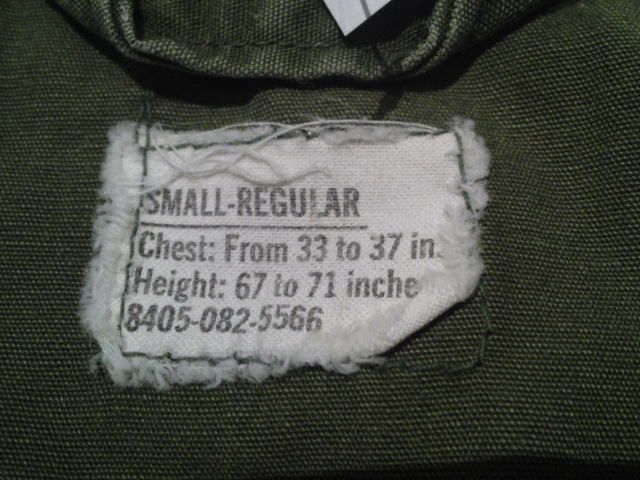 SMALL-REGULAR
Chest: From 33 to 37 in.
Height: 67 to 71 inche
8405-082-5566